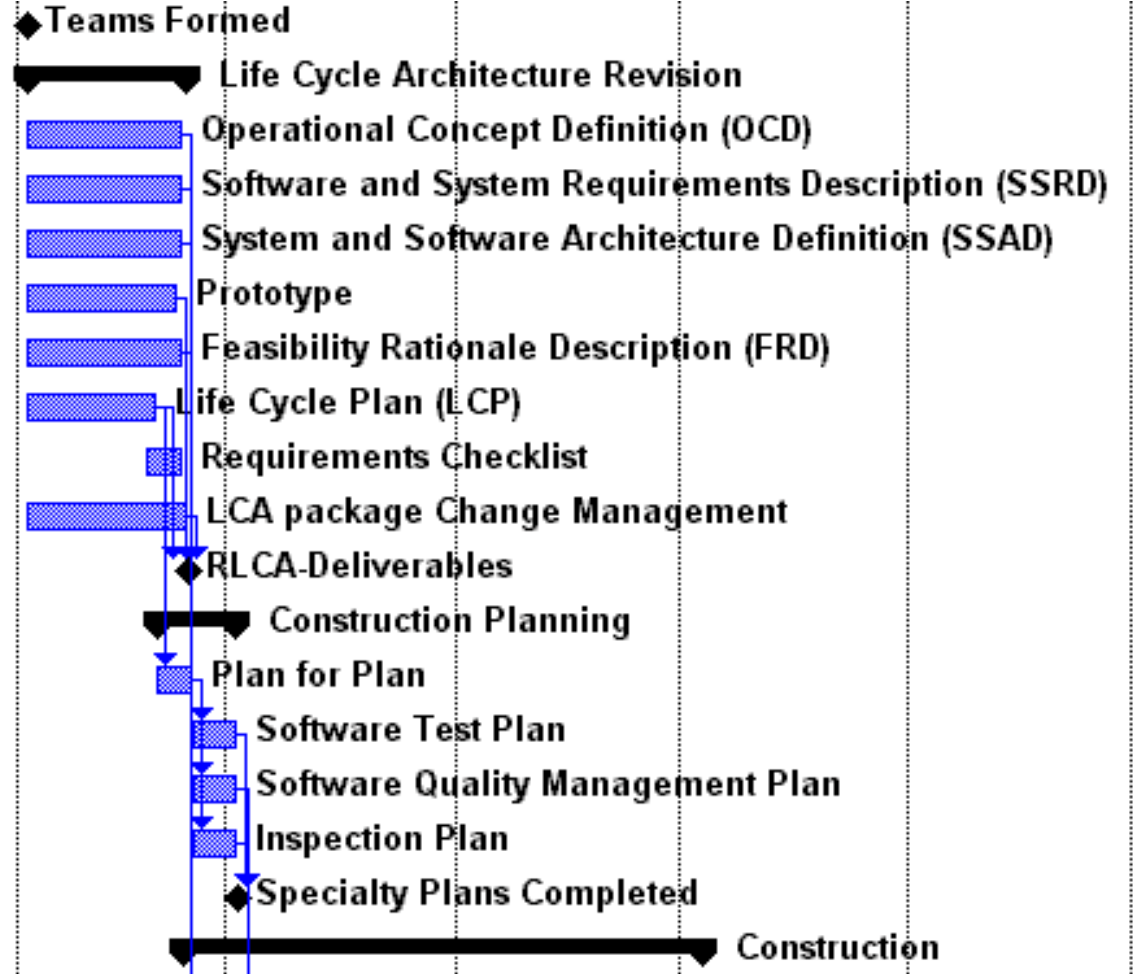 Teams Formed
Life Cycle Architecture Revision
Operational Concept Definition (OCD)
Software and System Requirements Description (SSRD)
System and Software Architecture Definition (SSAD)
Prototype
Feasibility Rationale Description (FRD)
Life Cycle Plan (LCP)
Requirements Checklist
LCA package Change Management
RLCA-Deliverables
Construction Planning
Plan for Plan
Software Test Plan
Software Quality Management Plan
Inspection Plan
Specialty Plans Completed
Construction